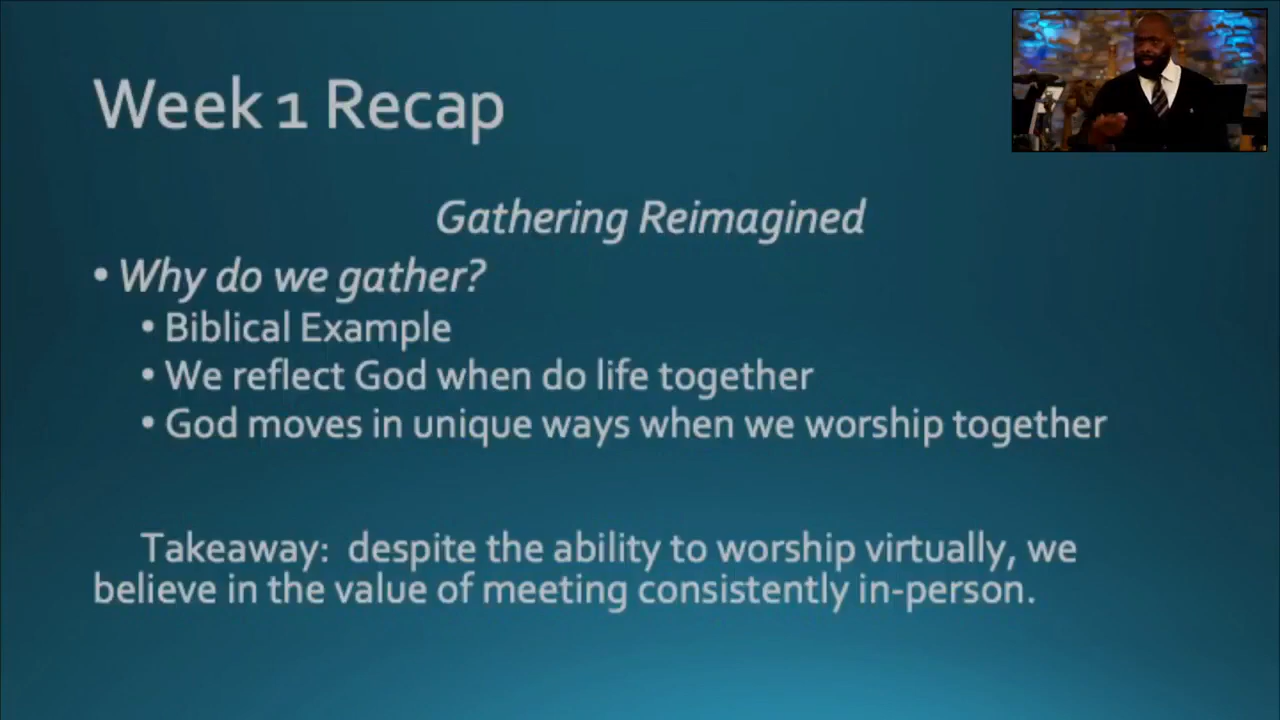 Week 1 Recap
Gathering Reimagined
• Why do we gather?
• Biblical Example
• We reflect God when do life together
• God moves in unique ways when we worship together
Takeaway: despite the ability to worship virtually, we
believe in the value of meeting consistently in-person.